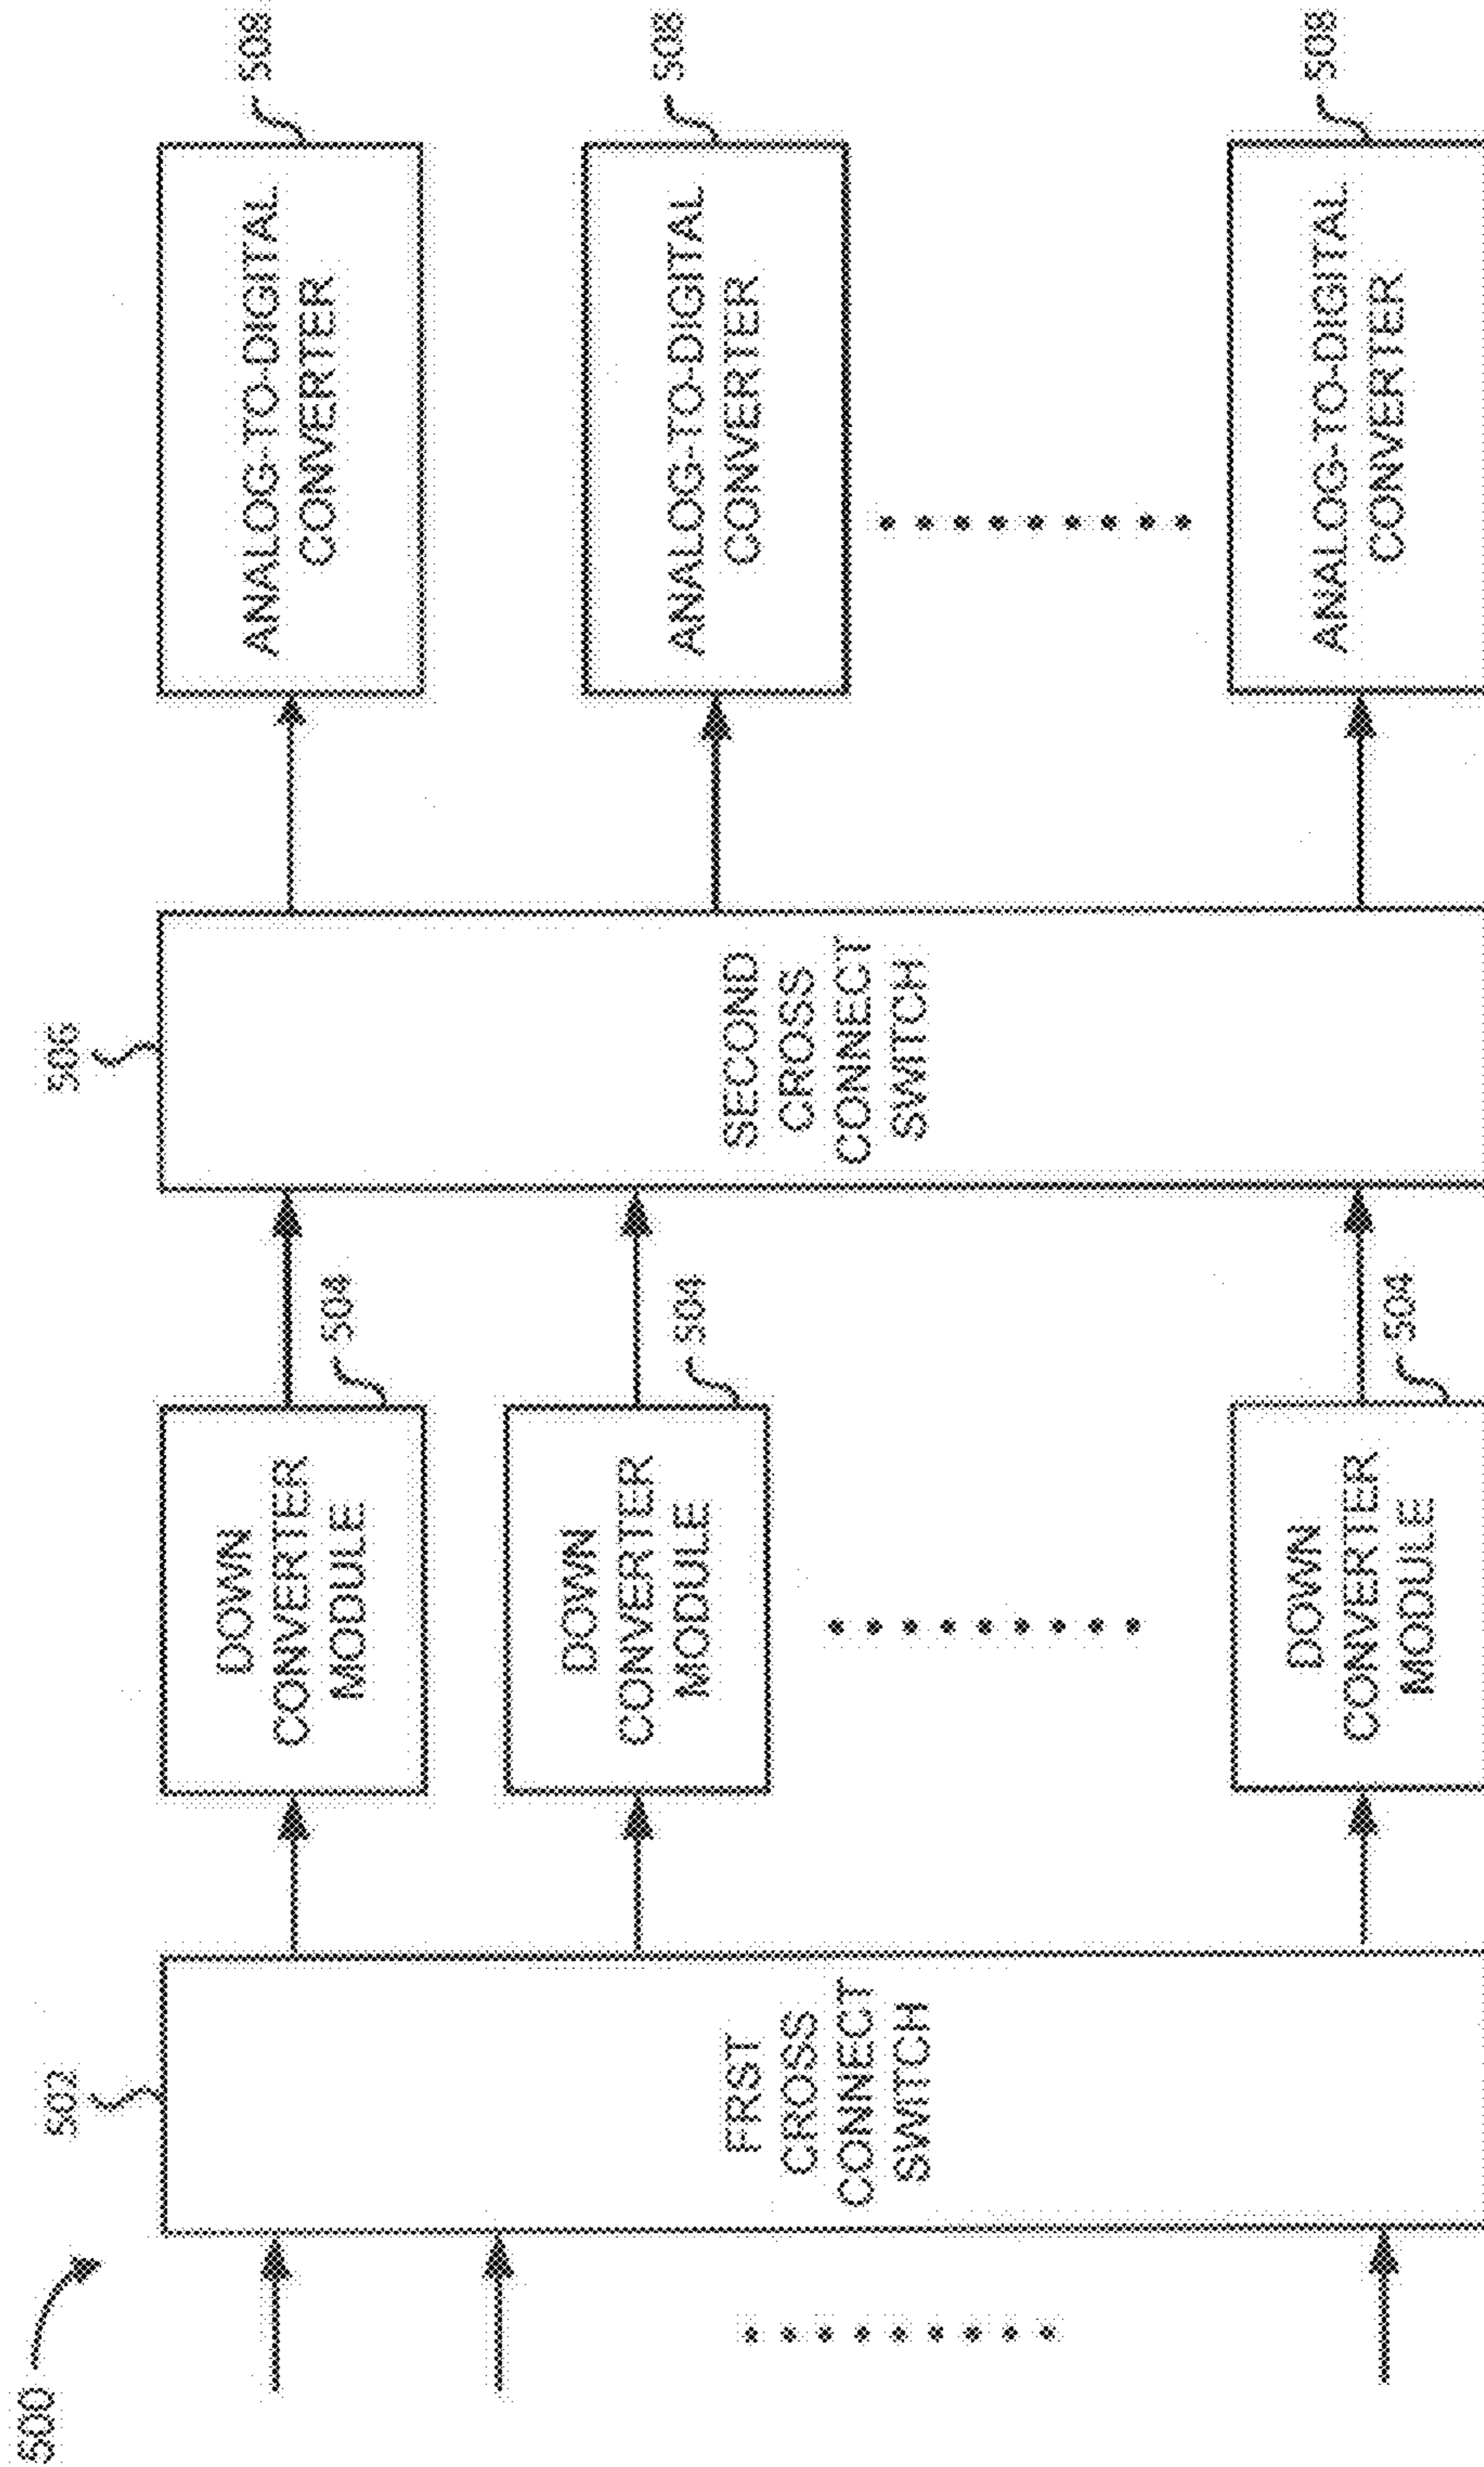 500
502
FIRST
CROSS
CONNECT
SWITCH
DOWN
CONVERTER
MODULE
504
DOWN
CONVERTER
MODULE
504
DOWN
CONVERTER
MODULE
504
506
SECOND
CROSS
CONNECT
SWITCH
ANALOG-TO-DIGITAL
CONVERTER
508
ANALOG-TO-DIGITAL
CONVERTER
508
ANALOG-TO-DIGITAL
CONVERTER
508